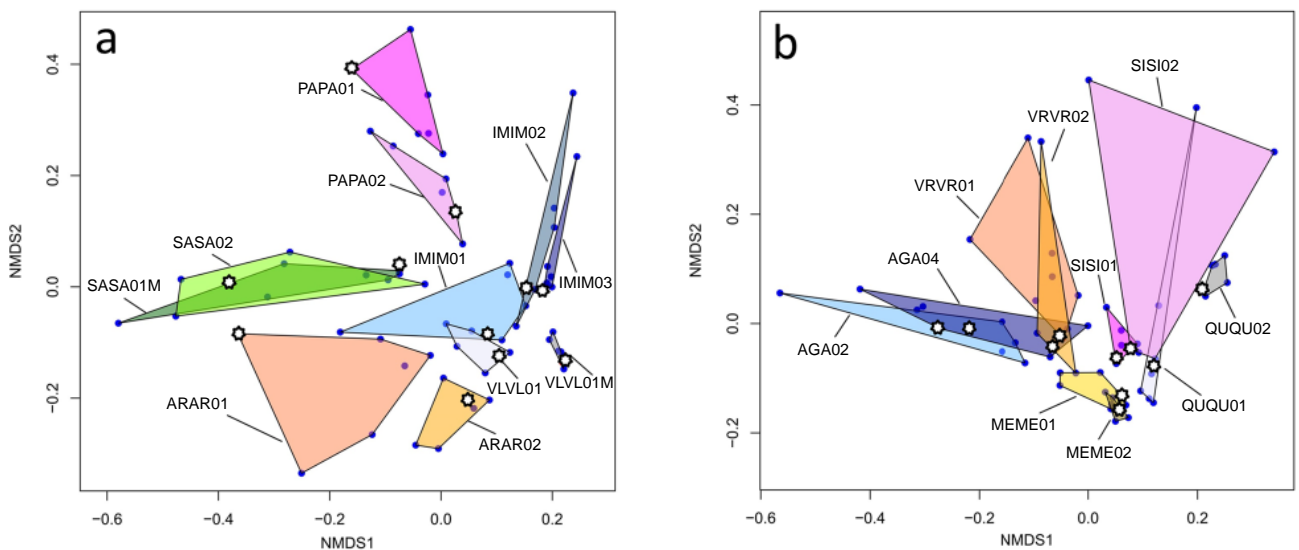 a
PAPA01
PAPA02
IMIM02
SASA02
IMIM01
SASA01M
IMIM03
VLVL01
VLVL01M
ARAR01
ARAR02
NMDS2
0.4
0.2
0.0
−0.2
−0.6
−0.4
−0.2
0.0
0.2
NMDS1
b
SISI02
VRVR02
VRVR01
AGA04
SISI01
AGA02
QUQU02
QUQU01
MEME01
MEME02
NMDS2
0.4
0.2
0.0
−0.2
−0.6
−0.4
−0.2
0.0
0.2
NMDS1